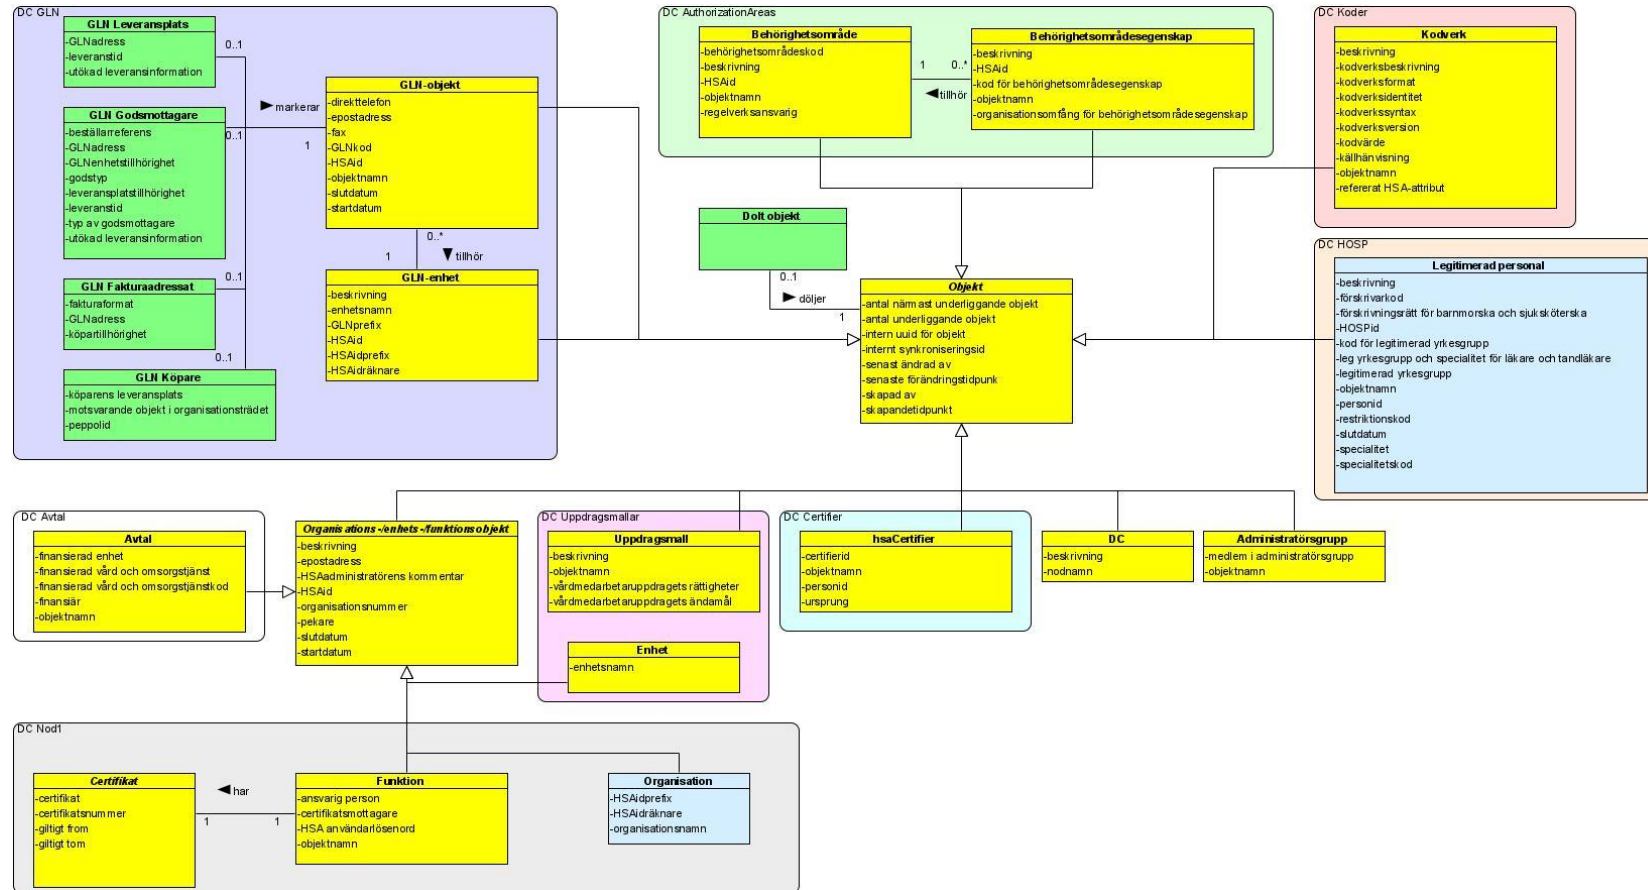 DC GLN
GLN Leveransplats
-GLNadress
-leveranstid
-utökad leveransinformation
0..1
GLN Godsmottagare
-beställarreferens
-GLNadress
-GLNenhetstillhörighet
-godstyp
-leveransplatstillhörighet
-leveranstid
-typ av godsmottagare
-utökad leveransinformation
0..1
markerar
1
GLN Fakturaadressat
-fakturaformat
-GLNadress
-köpartillhörighet
0..1
GLN Köpare
-köparens leveransplats
-motsvarande objekt i organisationsträdet
-peppolid
0..1
GLN-objekt
-direkttelefon
-epostadress
-fax
-GLNkod
-HSAid
-objektnamn
-slutdatum
-startdatum
0..*
1
tillhör
GLN-enhet
-beskrivning
-enhetsnamn
-GLNprefix
-HSAid
-HSAidprefix
-HSAidräknare
DC AuthorizationAreas
Behörighetsområde
-behörighetsområdeskod
-beskrivning
-HSAid
-objektnamn
-regelverksansvarig
1
0..*
tillhör
Behörighetsområdesegenskap
-beskrivning
-HSAid
-kod för behörighetsområdesegenskap
-objektnamn
-organisationsomfång för behörighetsområdesegenskap
DC Koder
Kodverk
-beskrivning
-kodverksbeskrivning
-kodverksformat
-kodverksidentitet
-kodverkssyntax
-kodverksversion
-kodvärde
-källhänvisning
-objektnamn
-refererat HSA-attribut
Dolt objekt
0..1
döljer
1
Objekt
-antal närmast underliggande objekt
-antal underliggande objekt
-intern uuid för objekt
-internt synkroniseringsid
-senast ändrad av
-senaste förändringstidpunk
-skapad av
-skapandetidpunkt
DC HOSP
Legitimerad personal
-beskrivning
-förskrivarkod
-förskrivningsrätt för barnmorska och sjuksköterska
-HOSPid
-kod för legitimerad yrkesgrupp
-leg yrkesgrupp och specialitet för läkare och tandläkare
-legitimerad yrkesgrupp
-objektnamn
-personid
-restriktionskod
-slutdatum
-specialitet
-specialitetskod
DC Avtal
Avtal
-finansierad enhet
-finansierad vård och omsorgstjänst
-finansierad vård och omsorgstjänstkod
-finansiär
-objektnamn
Organisations-/enhets-/funktionsobjekt
-beskrivning
-epostadress
-HSAadministratörens kommentar
-HSAid
-organisationsnummer
-pekare
-slutdatum
-startdatum
DC Uppdragsmallar
Uppdragsmall
-beskrivning
-objektnamn
-vårdmedarbetaruppdragets rättigheter
-vårdmedarbetaruppdragets ändamål
Enhet
-enhetsnamn
DC Certifier
hsaCertifier
-certifierid
-objektnamn
-personid
-ursprung
DC
-beskrivning
-nodnamn
Administratörsgrupp
-medlem i administratörsgrupp
-objektnamn
DC Nod1
Certifikat
-certifikat
-certifikatsnummer
-giltigt from
-giltigt tom
har
1
1
Funktion
-ansvarig person
-certifikatsmottagare
-HSA användarlösenord
-objektnamn
Organisation
-HSAidprefix
-HSAidräknare
-organisationsnamn